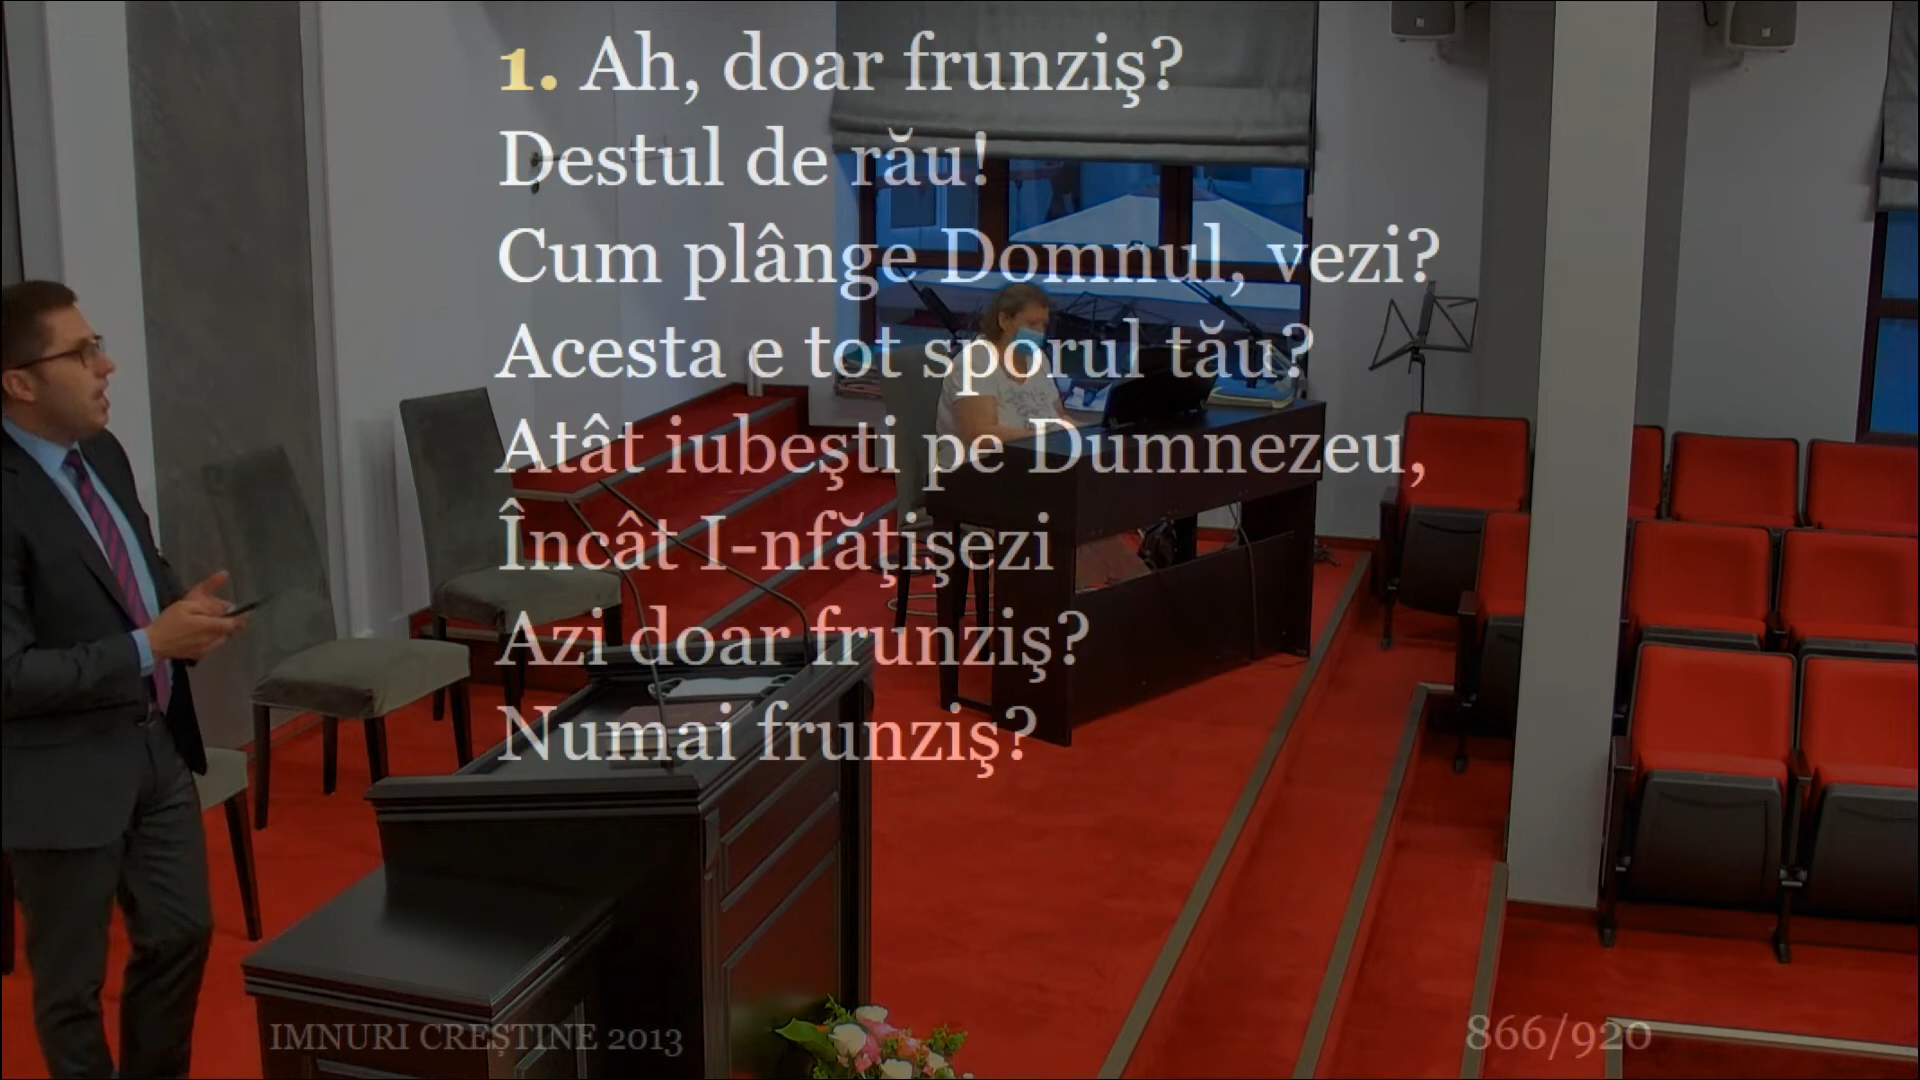 1. Ah, doar frunziş?
Destul de rău!
Cum plânge Domnul, vezi?
Acesta e tot sporul tău?
Atât iubeşti pe Dumnezeu,
Încât I-nfăţişezi
Azi doar frunziş?
Numai frunziş?
IMNURI CREȘTINE 2013
866/920